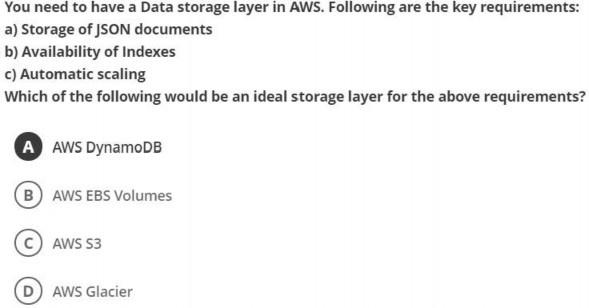 You need to have a Data storage layer in AWS. Following are the key requirements:
a) Storage of JSON documents
b) Availability of Indexes
c) Automatic scaling
Which of the following would be an ideal storage layer for the above requirements?
A AWS DynamoDB
B AWS EBS Volumes
C AWS S3
D AWS Glacier